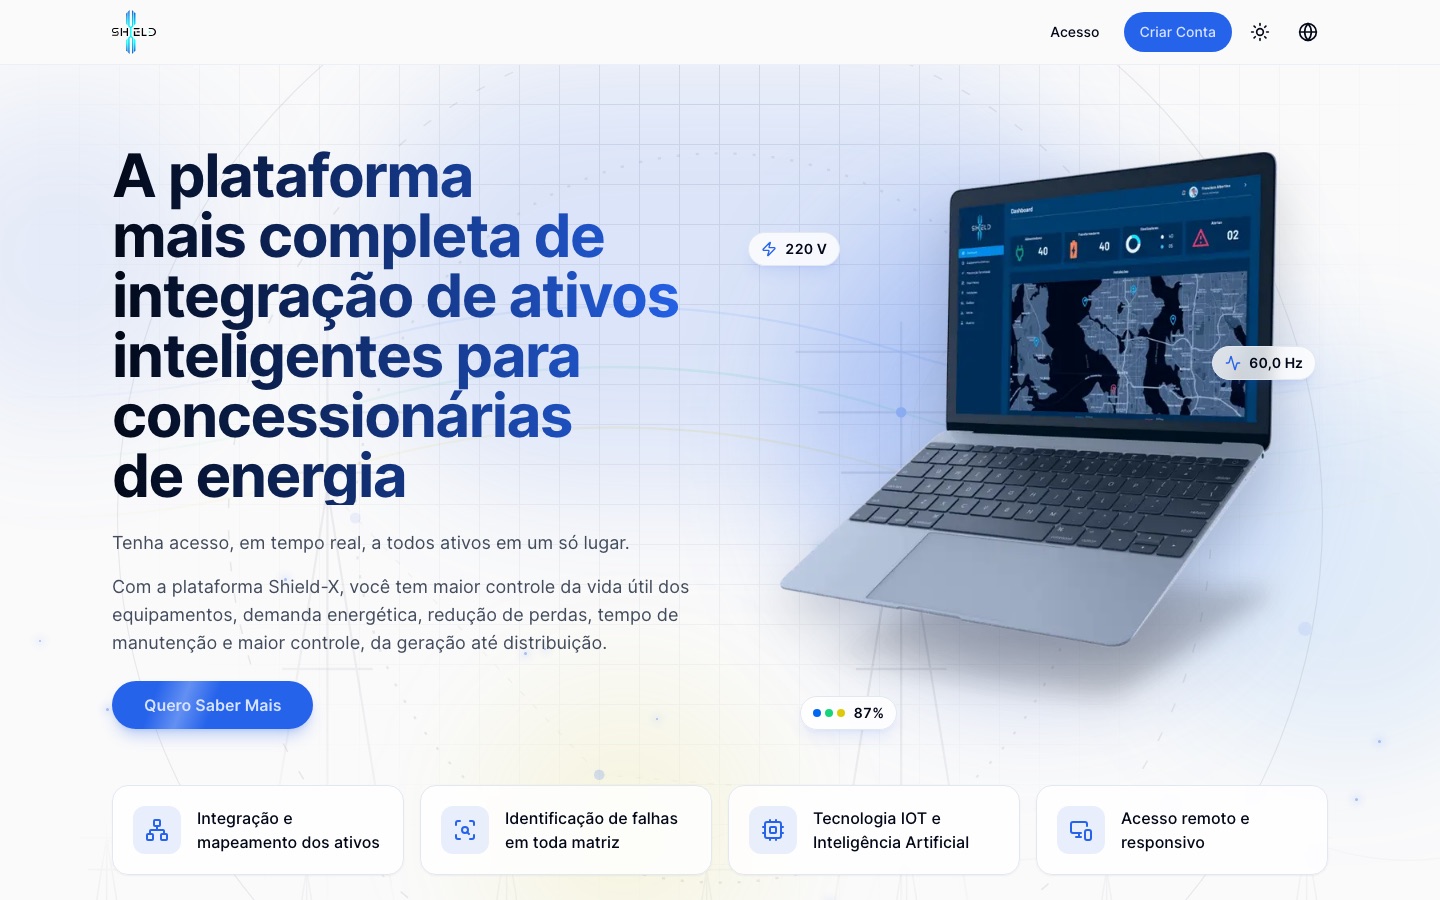 SHIELD
Acesso
Criar Conta
A plataforma
mais completa de
integração de ativos
inteligentes para
concessionárias
de energia
Tenha acesso, em tempo real, a todos ativos em um só lugar.
Com a plataforma Shield-X, você tem maior controle da vida útil dos
equipamentos, demanda energética, redução de perdas, tempo de
manutenção e maior controle, da geração até distribuição.
Quero Saber Mais
220 V
Dashboard
SHIELD
40
40
02
60,0 Hz
87%
Integração e
mapeamento dos ativos
Identificação de falhas
em toda matriz
Tecnologia IOT e
Inteligência Artificial
Acesso remoto e
responsivo